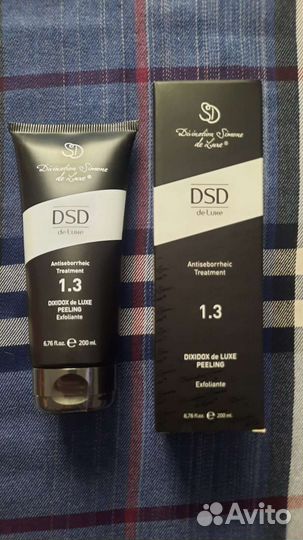 SD
Divination Simone
de Luxe®
DSD
de Luxe
Antiseborrheic
Treatment
1.3
DIXIDOX de LUXE
PEELING
Exfoliante
6.76 fl.oz. ℮ 200 ml
SD
Divination Simone
de Luxe®
DSD
de Luxe
Antiseborrheic
Treatment
1.3
DIXIDOX de LUXE
PEELING
Exfoliante
6.76 fl.oz. ℮ 200 ml
Avito